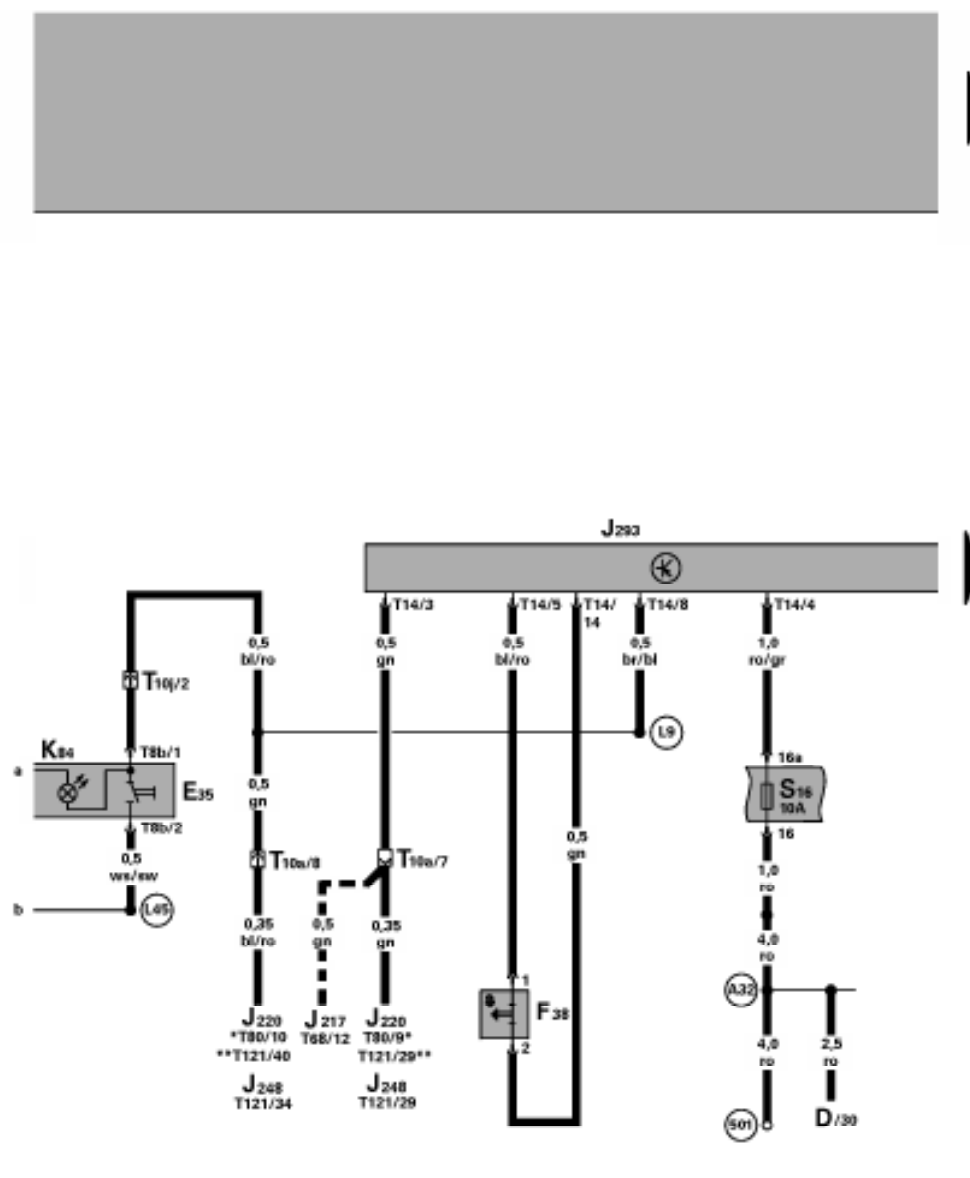 J293
T14/3
T14/5
T14/
14
T14/8
T14/4
0,5
bl/ro
0,5
gn
0,5
bl/ro
0,5
br/bl
1,0
ro/gr
T10j/2
L9
K84
T8b/1
16a
a
E35
S16
10A
0,5
gn
T8b/2
16
0,5
gn
0,5
ws/sw
T10a/8
T10a/7
1,0
ro
b
L45
0,35
bl/ro
0,5
gn
0,35
gn
4,0
ro
1
A32
F38
J220
*T80/10
**T121/40
J217
T68/12
J220
T80/9*
T121/29**
2
4,0
ro
2,5
ro
J248
T121/34
J248
T121/29
501
D/30